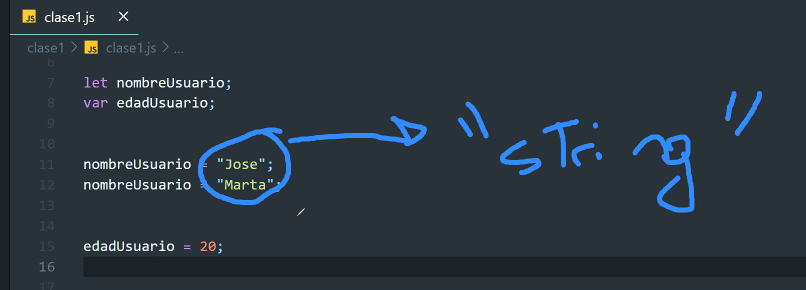 JS clase1.js ×
clase1 > JS clase1.js > ...
6
7 let nombreUsuario;
8 var edadUsuario;
9
10
11 nombreUsuario = "Jose";
12 nombreUsuario = "Marta";
13
14
15 edadUsuario = 20;
16
17